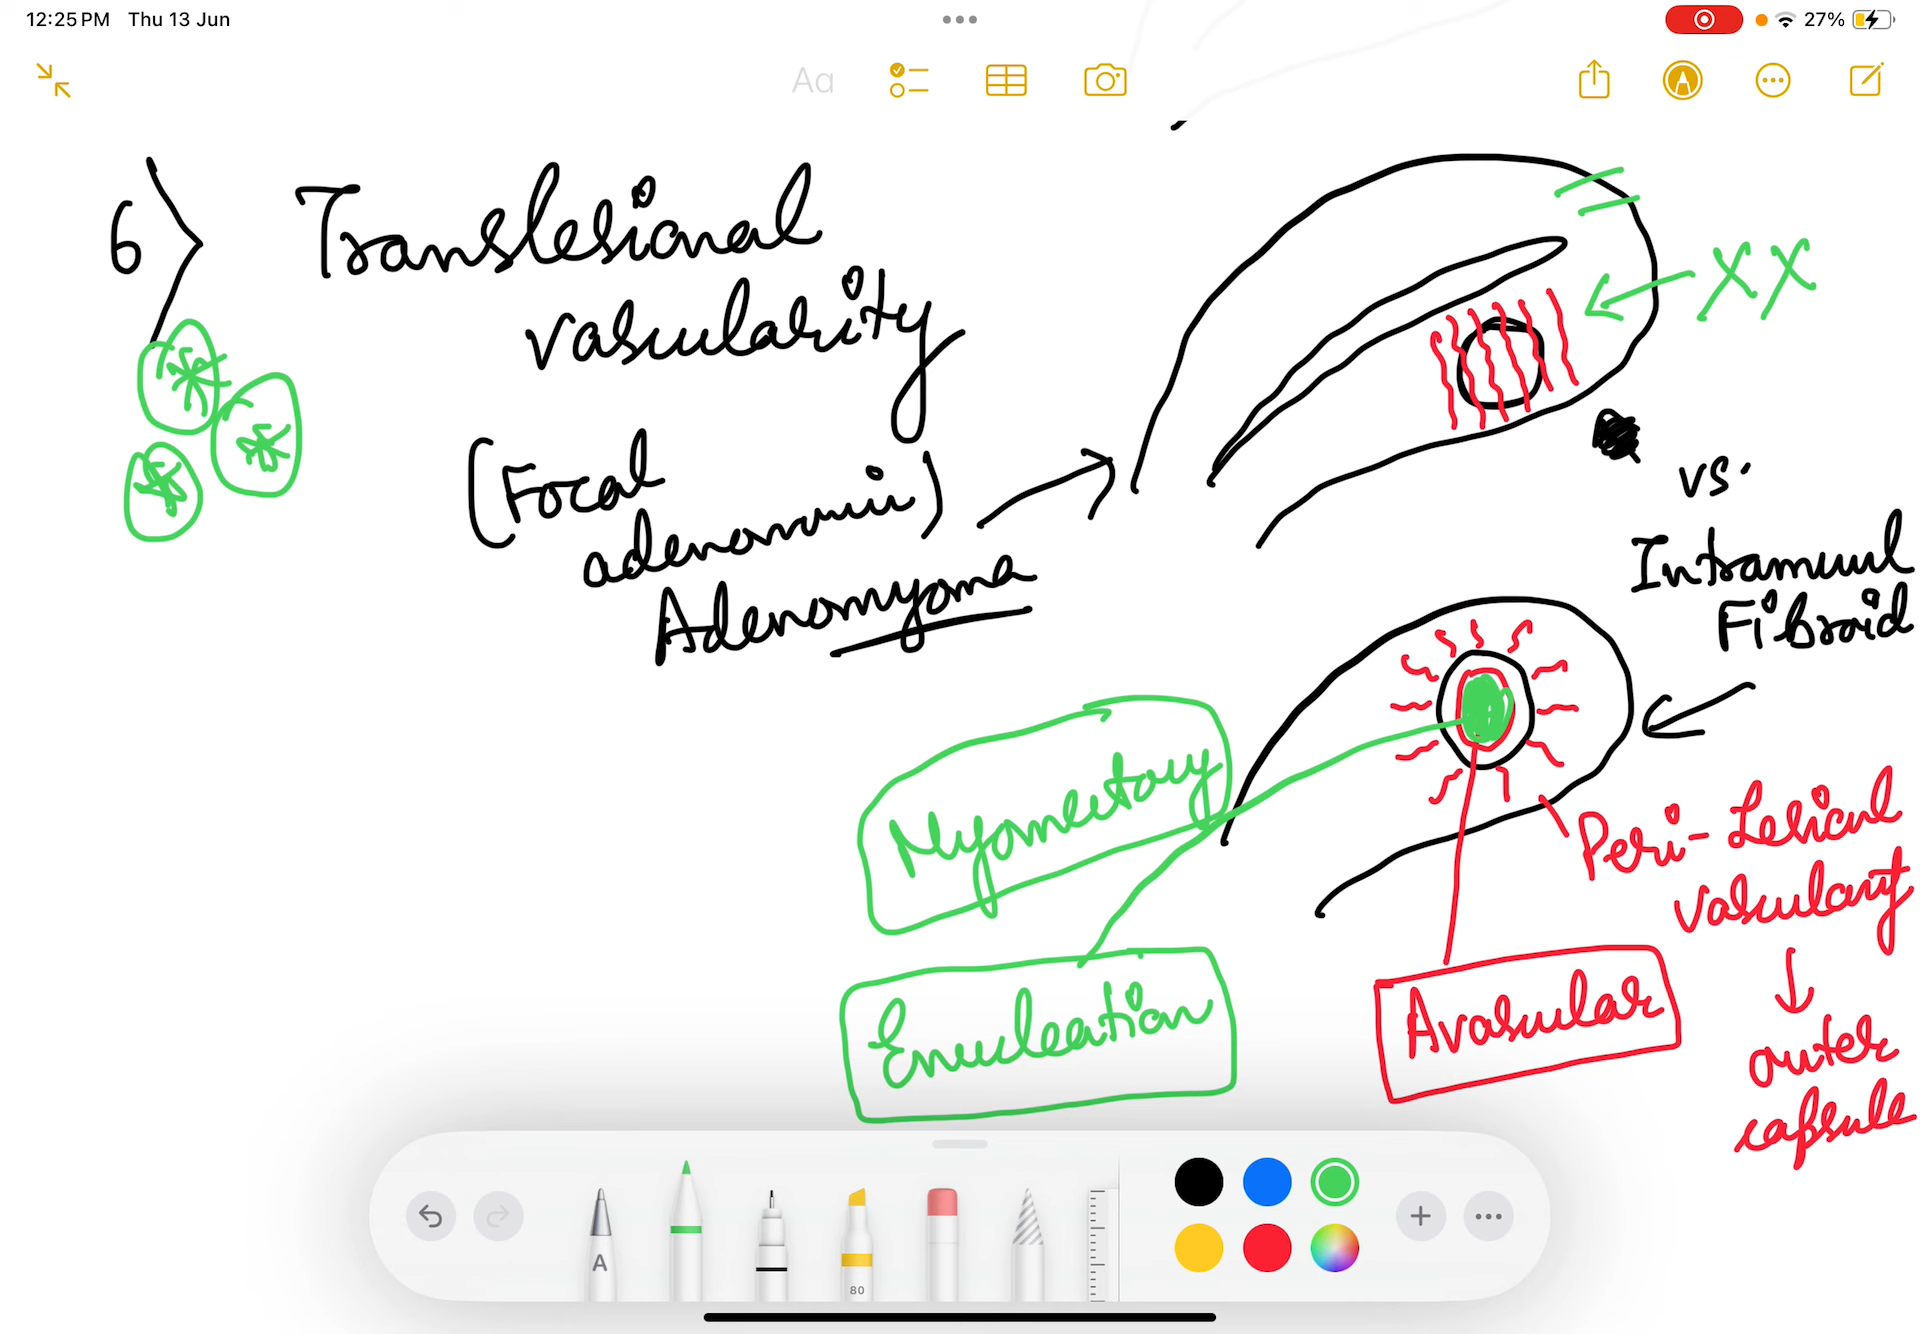 12:25 PM Thu 13 Jun
27%
Aa
6> Translesional
vascularity
(Focal
Adenomyoma
XX
vs.
Intramural
Fibroid
Myomectomy
Enucleation
Peri-Lesional
Vascularity
↓
outer
capsule
Avascular
A
80